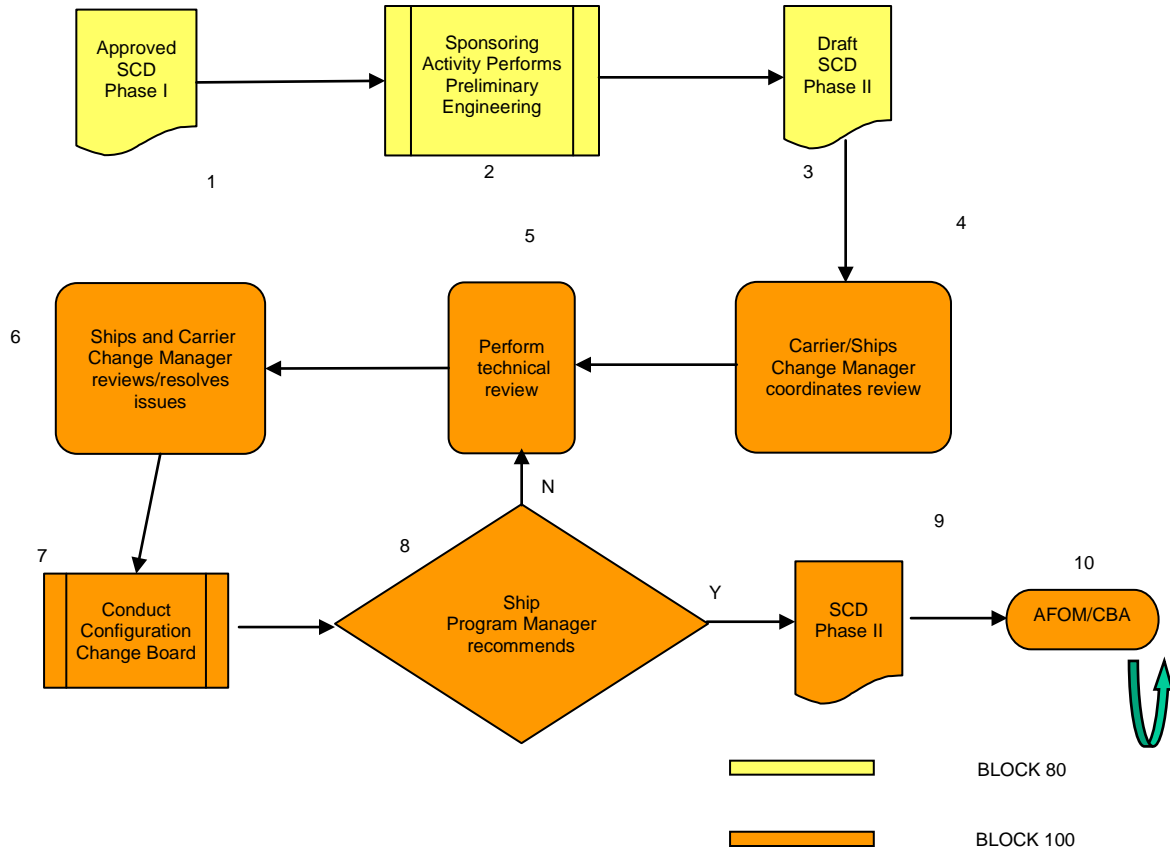 Approved
SCD
Phase I
1
Sponsoring
Activity Performs
Preliminary
Engineering
2
Draft
SCD
Phase II
3
4
Carrier/Ships
Change Manager
coordinates review
5
Perform
technical
review
6
Ships and Carrier
Change Manager
reviews/resolves
issues
7
Conduct
Configuration
Change Board
8
Ship
Program Manager
recommends
N
Y
9
SCD
Phase II
10
AFOM/CBA
BLOCK 80
BLOCK 100